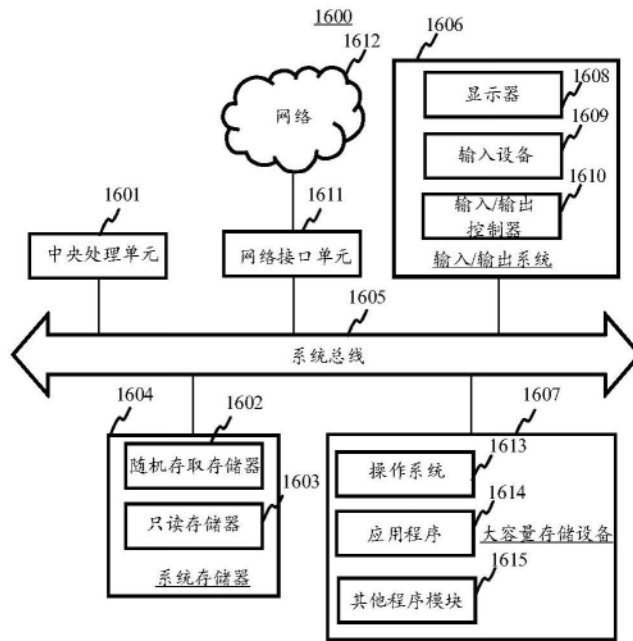 1600
1612
网络
1606
显示器
1608
输入设备
1609
输入/输出
控制器
1610
输入/输出系统
1601
中央处理单元
1611
网络接口单元
1605
系统总线
1604
1602
随机存取存储器
1603
只读存储器
系统存储器
1607
操作系统
1613
应用程序
1614
大容量存储设备
1615
其他程序模块